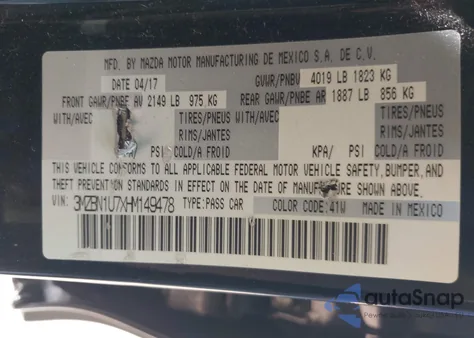 MFD. BY MAZDA MOTOR MANUFACTURING DE MEXICO S.A. DE C.V.
DATE 04/17 GVWR/PNBV 4019 LB 1823 KG
FRONT GAWR/PNBE AV 2149 LB 975 KG REAR GAWR/PNBE AR 1887 LB 856 KG
WITH/AVEC TIRES/PNEUS WITH/AVEC TIRES/PNEUS
RIMS/JANTES RIMS/JANTES
PSI COLD/A FROID KPA/ PSI COLD/A FROID
THIS VEHICLE CONFORMS TO ALL APPLICABLE FEDERAL MOTOR VEHICLE SAFETY, BUMPER, AND
THEFT PREVENTION STANDARDS IN EFFECT ON THE DATE OF MANUFACTURE SHOWN ABOVE.
VIN: 3MZBN1U7XHM149478 TYPE:PASS CAR COLOR CODE:41W MADE IN MEXICO
autoSnap